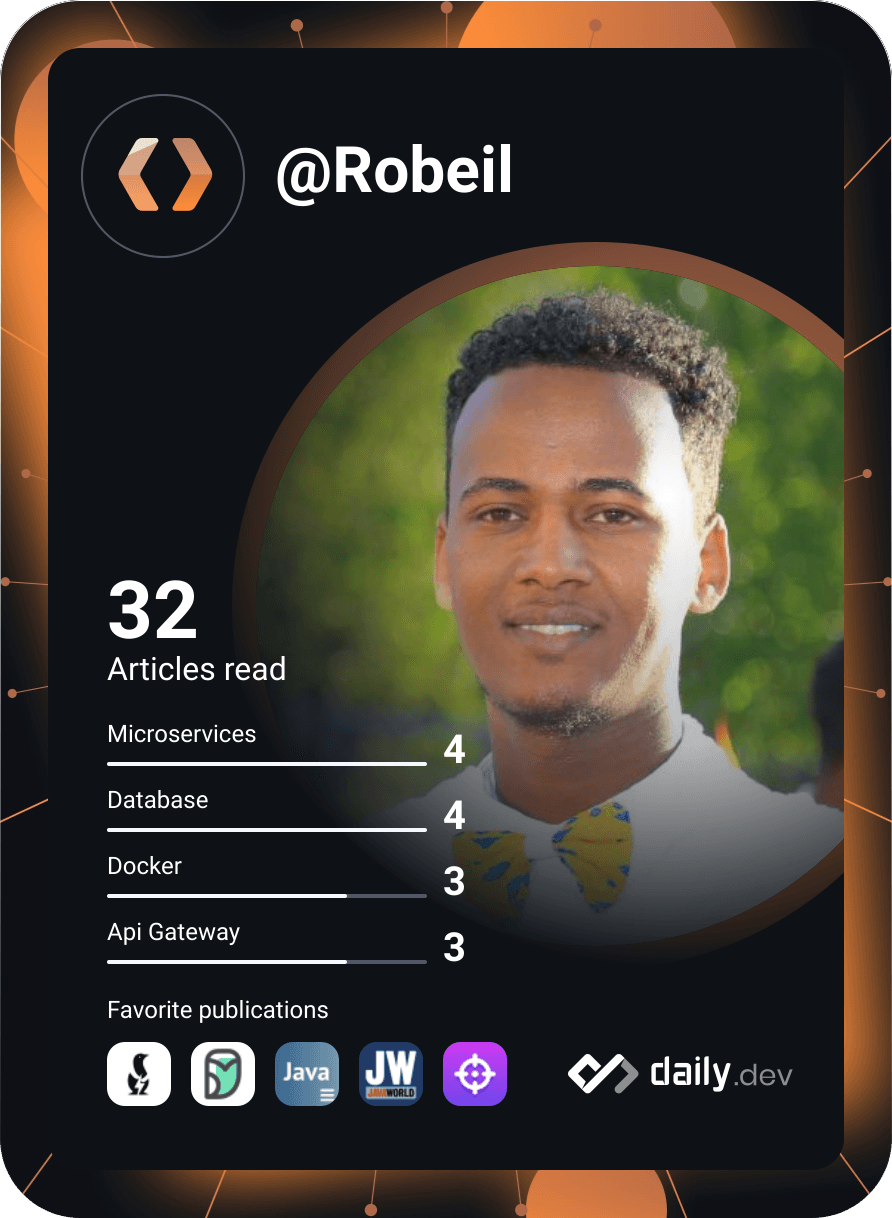 @Robeil
32
Articles read
Microservices
4
Database
4
Docker
3
Api Gateway
3
Favorite publications
Java
JW
JAVAWORLD
daily.dev